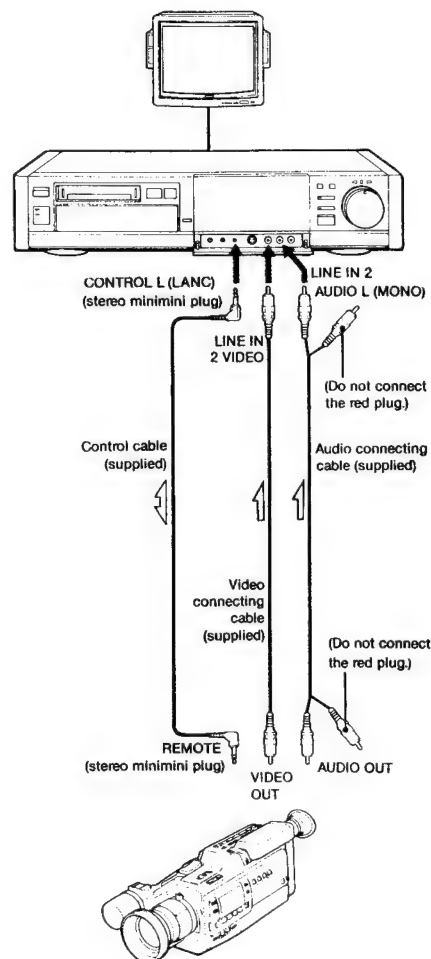 CONTROL L (LANC)
(stereo minimini plug)
LINE IN
2 VIDEO
LINE IN 2
AUDIO L (MONO)
(Do not connect
the red plug.)
Control cable
(supplied)
Audio connecting
cable (supplied)
Video
connecting
cable
(supplied)
(Do not connect
the red plug.)
REMOTE
(stereo minimini plug)
VIDEO
OUT
AUDIO OUT